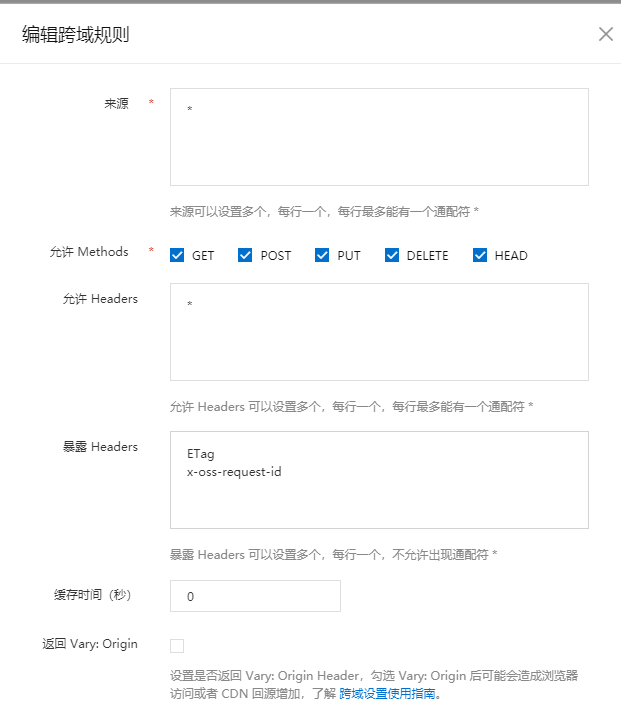 编辑跨域规则
来源 *
*
来源可以设置多个，每行一个，每行最多能有一个通配符 *
允许 Methods * GET POST PUT DELETE HEAD
允许 Headers
*
允许 Headers 可以设置多个，每行一个，每行最多能有一个通配符 *
暴露 Headers
ETag
x-oss-request-id
暴露 Headers 可以设置多个，每行一个，不允许出现通配符 *
缓存时间（秒） 0
返回 Vary: Origin
设置是否返回 Vary: Origin Header，勾选 Vary: Origin 后可能会造成浏览器
访问或者 CDN 回源增加，了解 跨域设置使用指南。